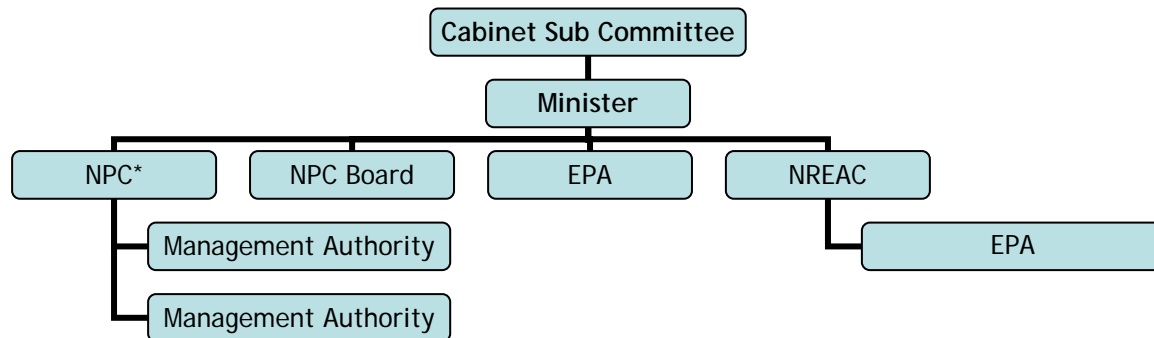 Cabinet Sub Committee
Minister
NPC*
NPC Board
EPA
NREAC
Management Authority
EPA
Management Authority